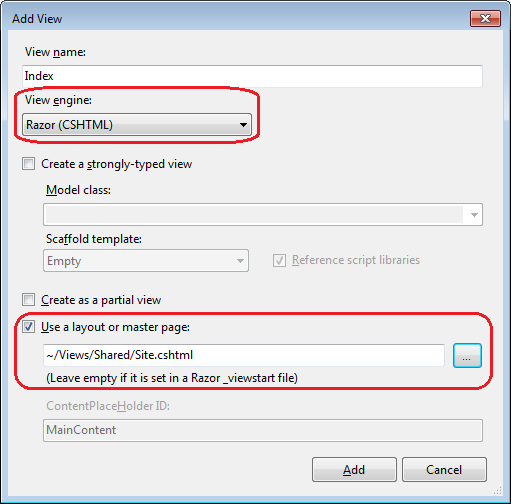 Add View
View name:
Index
View engine:
Razor (CSHTML)
Create a strongly-typed view
Model class:
Scaffold template:
Empty
Reference script libraries
Create as a partial view
Use a layout or master page:
~/Views/Shared/Site.cshtml
...
(Leave empty if it is set in a Razor _viewstart file)
ContentPlaceHolder ID:
MainContent
Add
Cancel